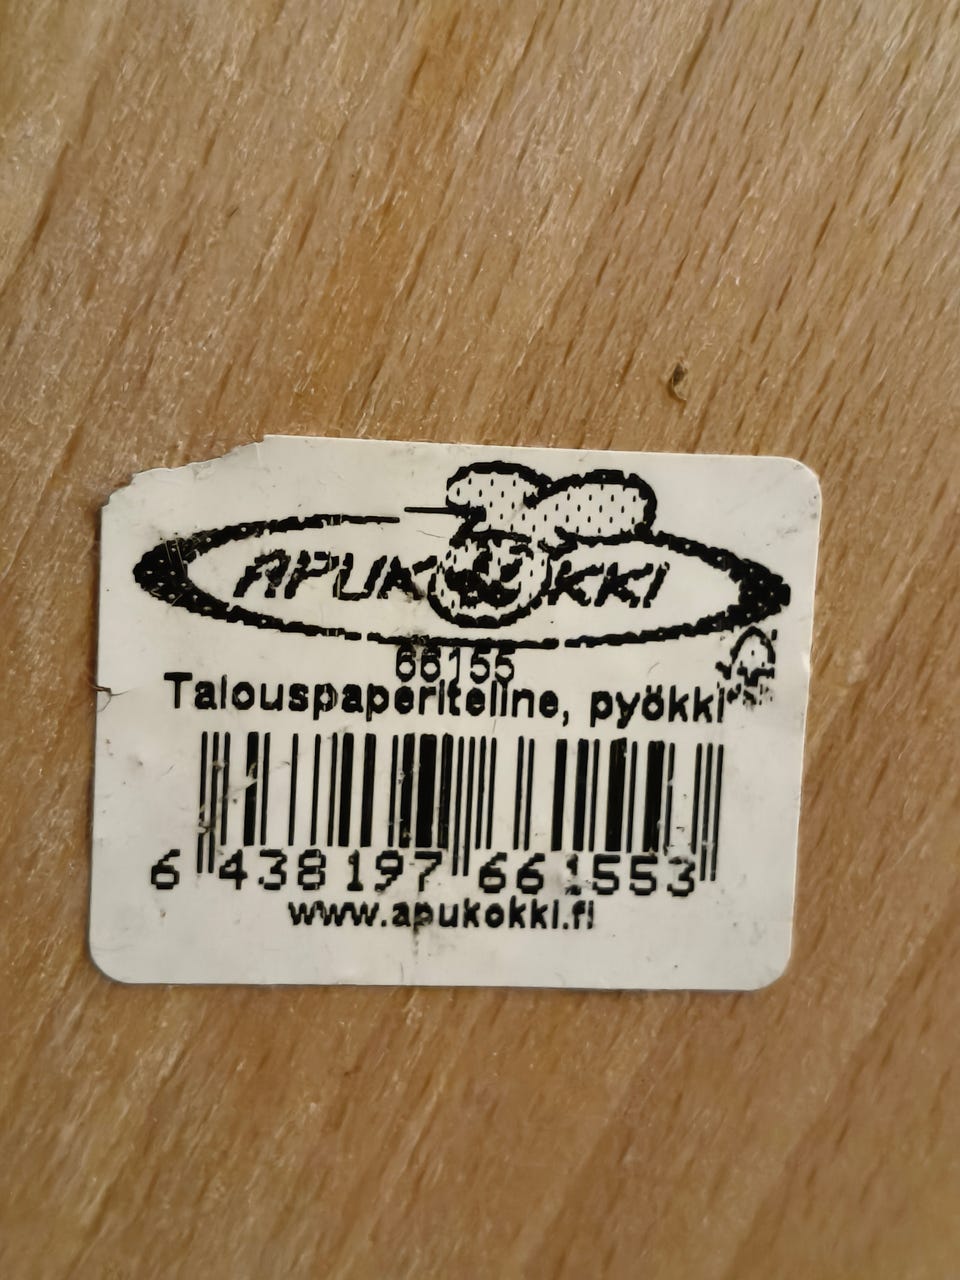 APUKOKKI
66155
Talouspaperiteline, pyökki
6 438197 661553
www.apukokki.fi